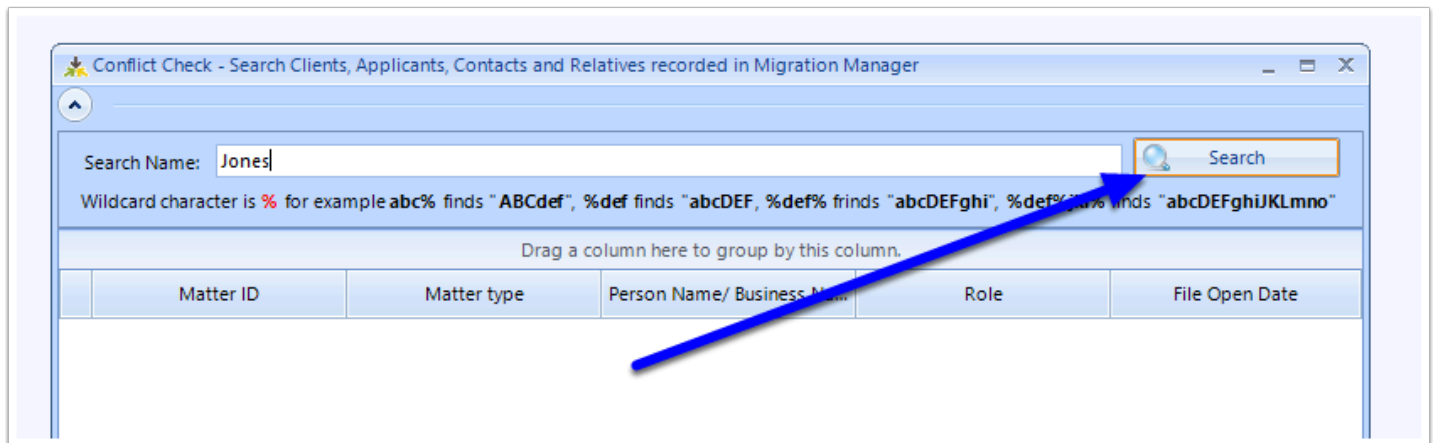 Conflict Check - Search Clients, Applicants, Contacts and Relatives recorded in Migration Manager
Search Name: Jones Search
Wildcard character is % for example abc% finds "ABCdef", %def finds "abcDEF, %def% frinds "abcDEFghi", %def%jkl% finds "abcDEFghiJKLmno"
Drag a column here to group by this column.
Matter ID Matter type Person Name/ Business Na... Role File Open Date